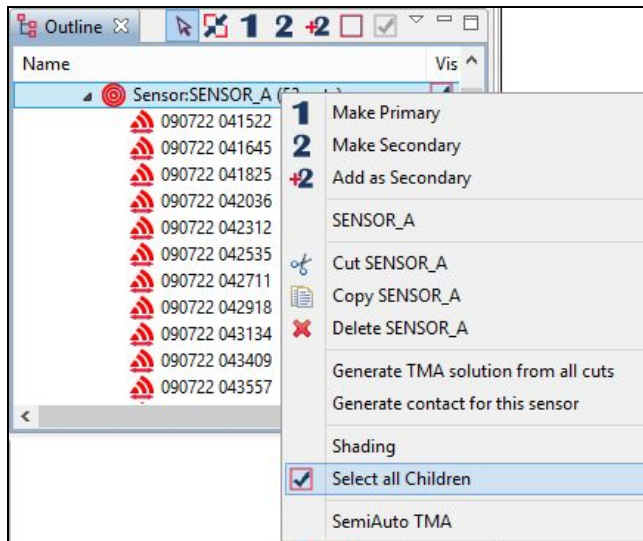 Outline
1 2 +2
Name Vis
Sensor:SENSOR_A
090722 041522
090722 041645
090722 041825
090722 042036
090722 042312
090722 042535
090722 042711
090722 042918
090722 043134
090722 043409
090722 043557
1 Make Primary
2 Make Secondary
+2 Add as Secondary
SENSOR_A
Cut SENSOR_A
Copy SENSOR_A
Delete SENSOR_A
Generate TMA solution from all cuts
Generate contact for this sensor
Shading
Select all Children
SemiAuto TMA